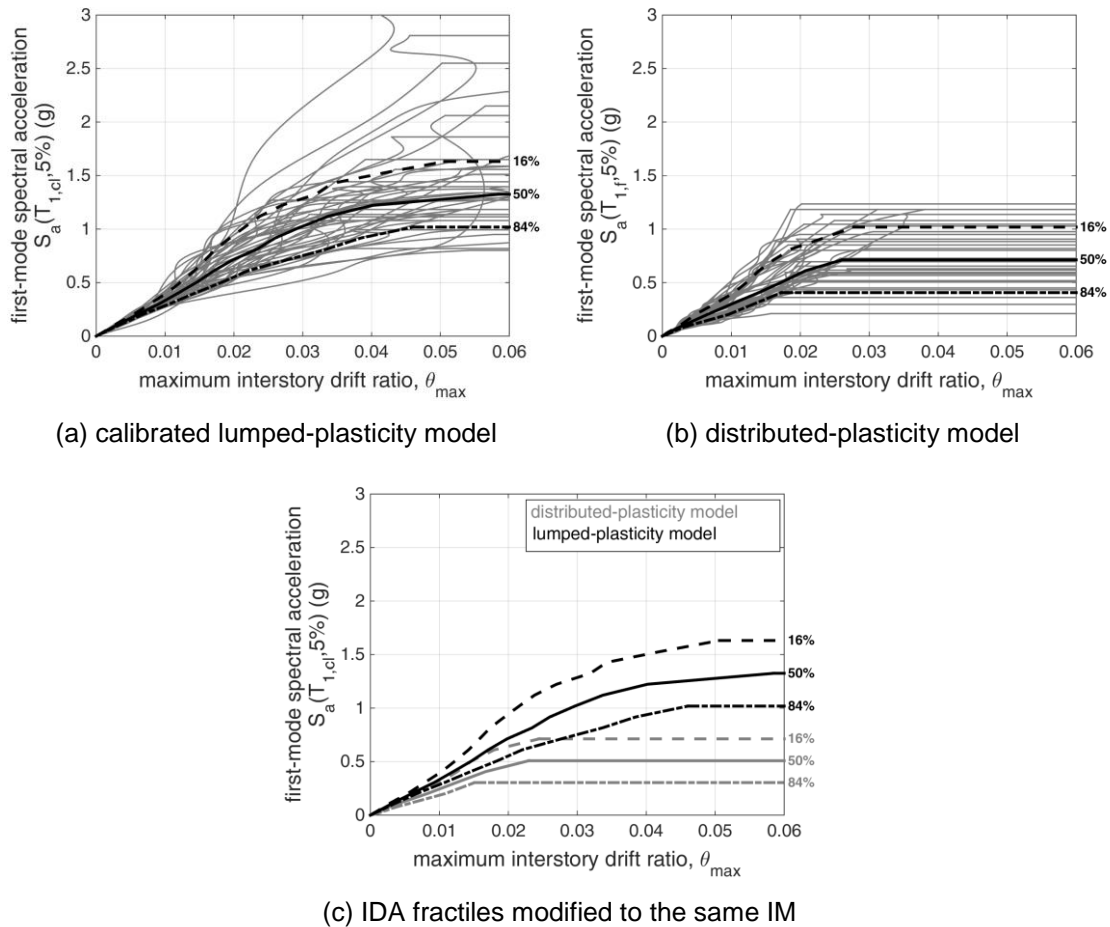 3
2.5
2
1.5
1
0.5
0
first-mode spectral acceleration
S_a(T_{1,cl},5%) (g)
16%
50%
84%
0 0.01 0.02 0.03 0.04 0.05 0.06
maximum interstory drift ratio, θ_max
(a) calibrated lumped-plasticity model
3
2.5
2
1.5
1
0.5
0
first-mode spectral acceleration
S_a(T_{1,f},5%) (g)
16%
50%
84%
0 0.01 0.02 0.03 0.04 0.05 0.06
maximum interstory drift ratio, θ_max
(b) distributed-plasticity model
3
2.5
2
1.5
1
0.5
0
first-mode spectral acceleration
S_a(T_{1,cl},5%) (g)
distributed-plasticity model
lumped-plasticity model
16%
50%
84%
16%
50%
84%
0 0.01 0.02 0.03 0.04 0.05 0.06
maximum interstory drift ratio, θ_max
(c) IDA fractiles modified to the same IM